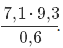 7,1 · 9,3
0,6 .